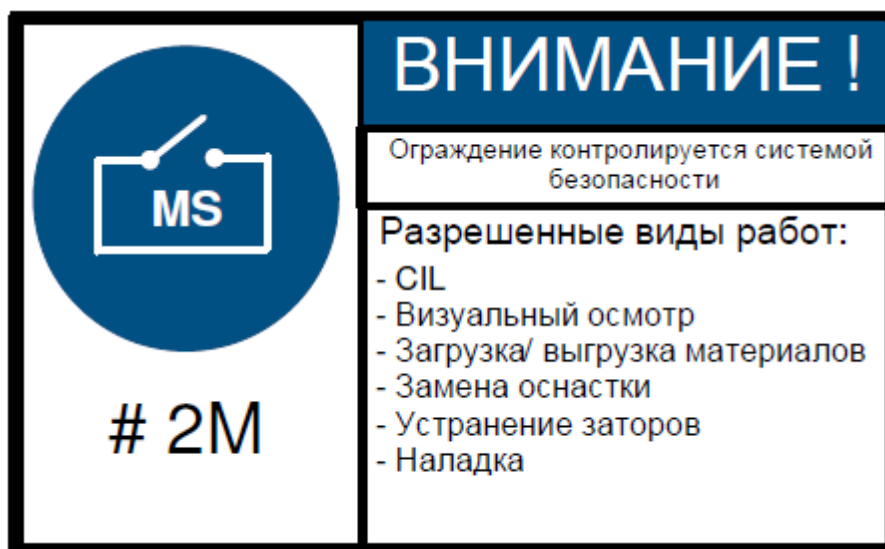 MS
# 2M
ВНИМАНИЕ !
Ограждение контролируется системой
безопасности
Разрешенные виды работ:
- CIL
- Визуальный осмотр
- Загрузка/ выгрузка материалов
- Замена оснастки
- Устранение заторов
- Наладка